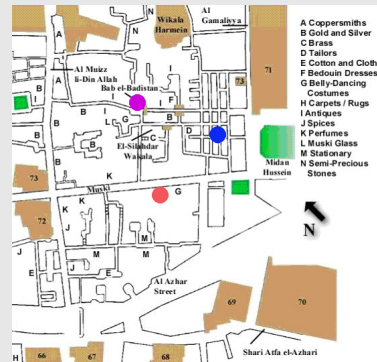 N
Wikala
Harmein
Al
Gamaliyya
A Coppersmiths
B Gold and Silver
C Brass
D Tailors
E Cotton and Cloth
F Bedouin Dresses
G Belly-Dancing
Costumes
H Carpets / Rugs
I Antiques
J Spices
K Perfumes
L Muski Glass
M Stationary
N Semi-Precious
Stones
A
N
Al Muizz
li-Din Allah
Bab el-Badistan
I
71
73
A
B
I
I
F
B
I
L
G
B
B
D
B
C
El-Silahdar
Wakala
Midan
Hussein
73
Muski
K
G
N
72
K
K
J
J
M
M
M
E
E
Al Azhar
Street
69
70
Shari Atfa el-Azhari
H
66
67
68